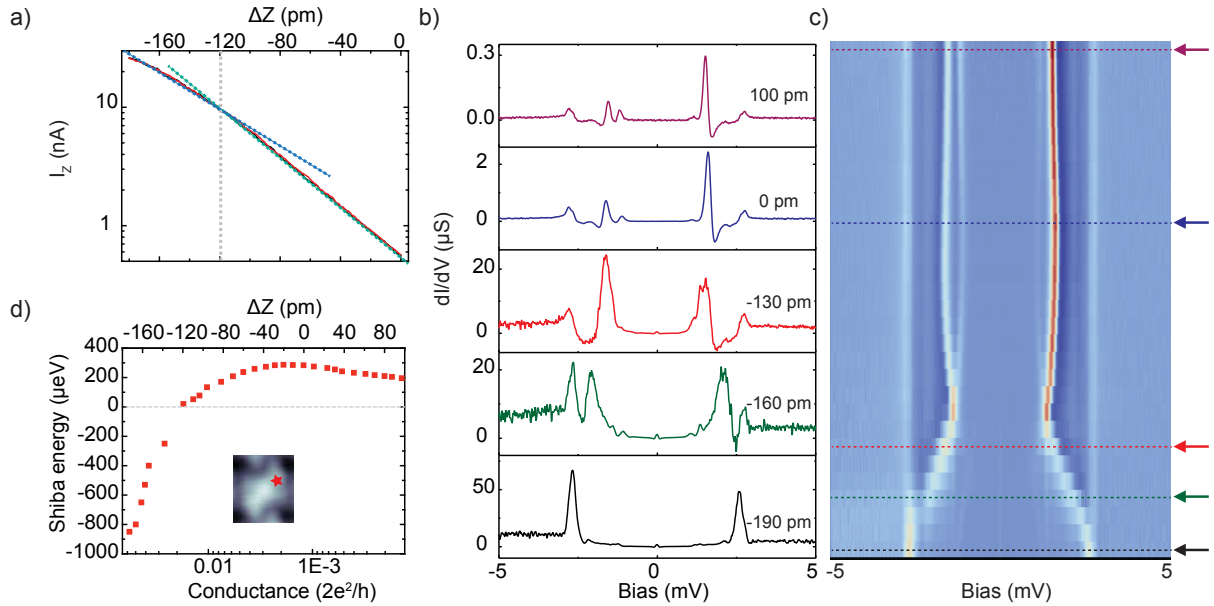 a)
ΔZ (pm)
-160 -120 -80 -40 0
10
1
I_Z (nA)
b)
0.3
0.0
100 pm
2
0
0 pm
20
0
-130 pm
20
0
-160 pm
50
0
-190 pm
dI/dV (μS)
-5 0 5
Bias (mV)
c)
-5 5
Bias (mV)
d)
ΔZ (pm)
-160 -120 -80 -40 0 40 80
400
200
0
-200
-400
-600
-800
-1000
Shiba energy (μeV)
0.01 1E-3
Conductance (2e²/h)